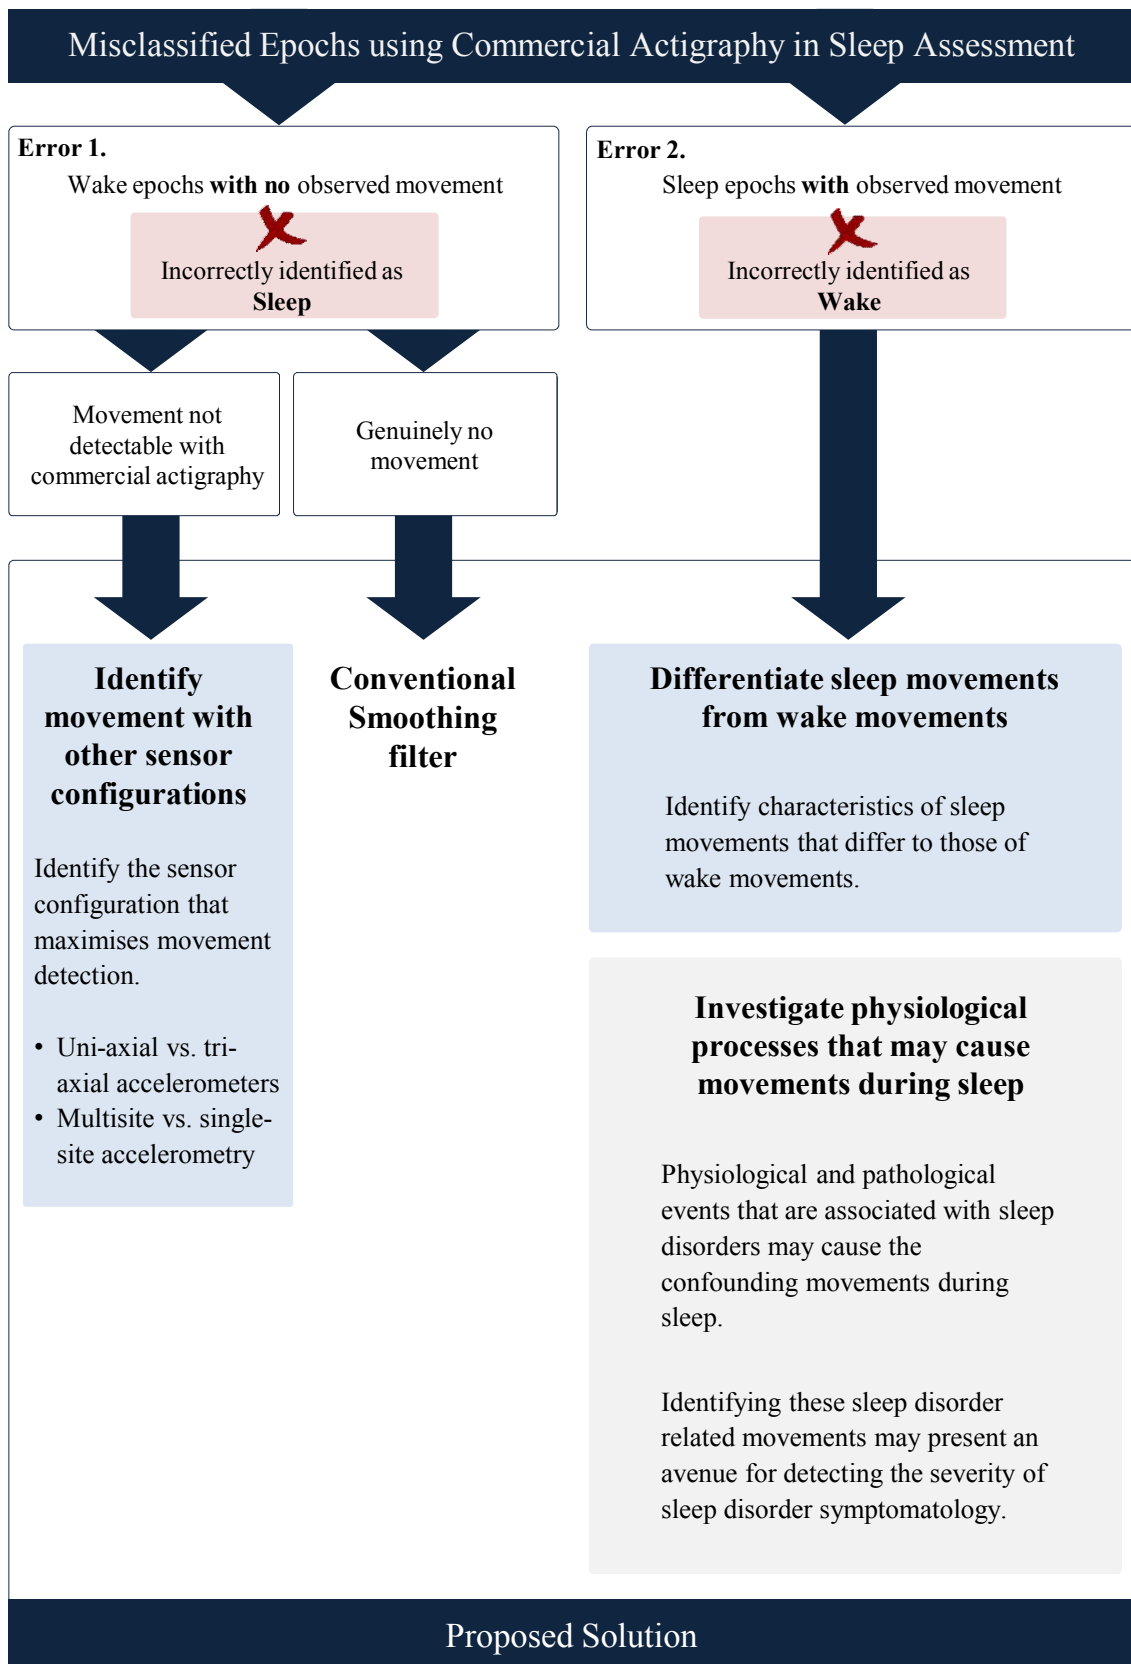 Misclassified Epochs using Commercial Actigraphy in Sleep Assessment
Error 1.
Wake epochs with no observed movement
Incorrectly identified as
Sleep
Error 2.
Sleep epochs with observed movement
Incorrectly identified as
Wake
Movement not
detectable with
commercial actigraphy
Genuinely no
movement
Identify
movement with
other sensor
configurations
Identify the sensor
configuration that
maximises movement
detection.
• Uni-axial vs. tri-
axial accelerometers
• Multisite vs. single-
site accelerometry
Conventional
Smoothing
filter
Differentiate sleep movements
from wake movements
Identify characteristics of sleep
movements that differ to those of
wake movements.
Investigate physiological
processes that may cause
movements during sleep
Physiological and pathological
events that are associated with sleep
disorders may cause the
confounding movements during
sleep.
Identifying these sleep disorder
related movements may present an
avenue for detecting the severity of
sleep disorder symptomatology.
Proposed Solution